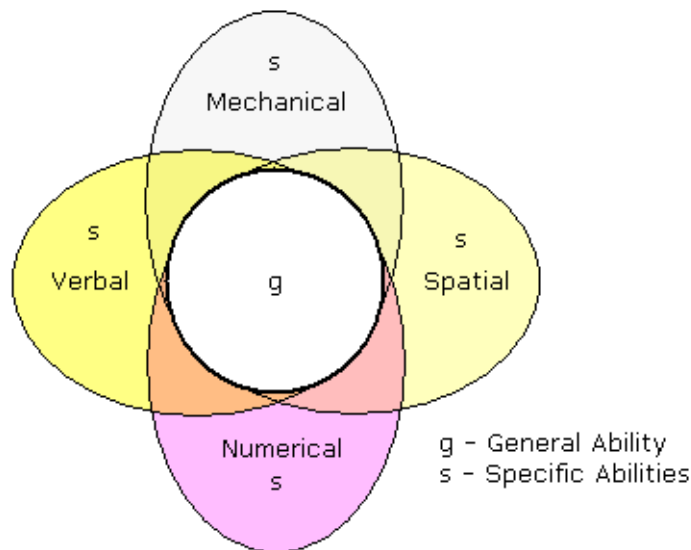 s
Mechanical
s
Verbal
g
s
Spatial
Numerical
s
g - General Ability
s - Specific Abilities